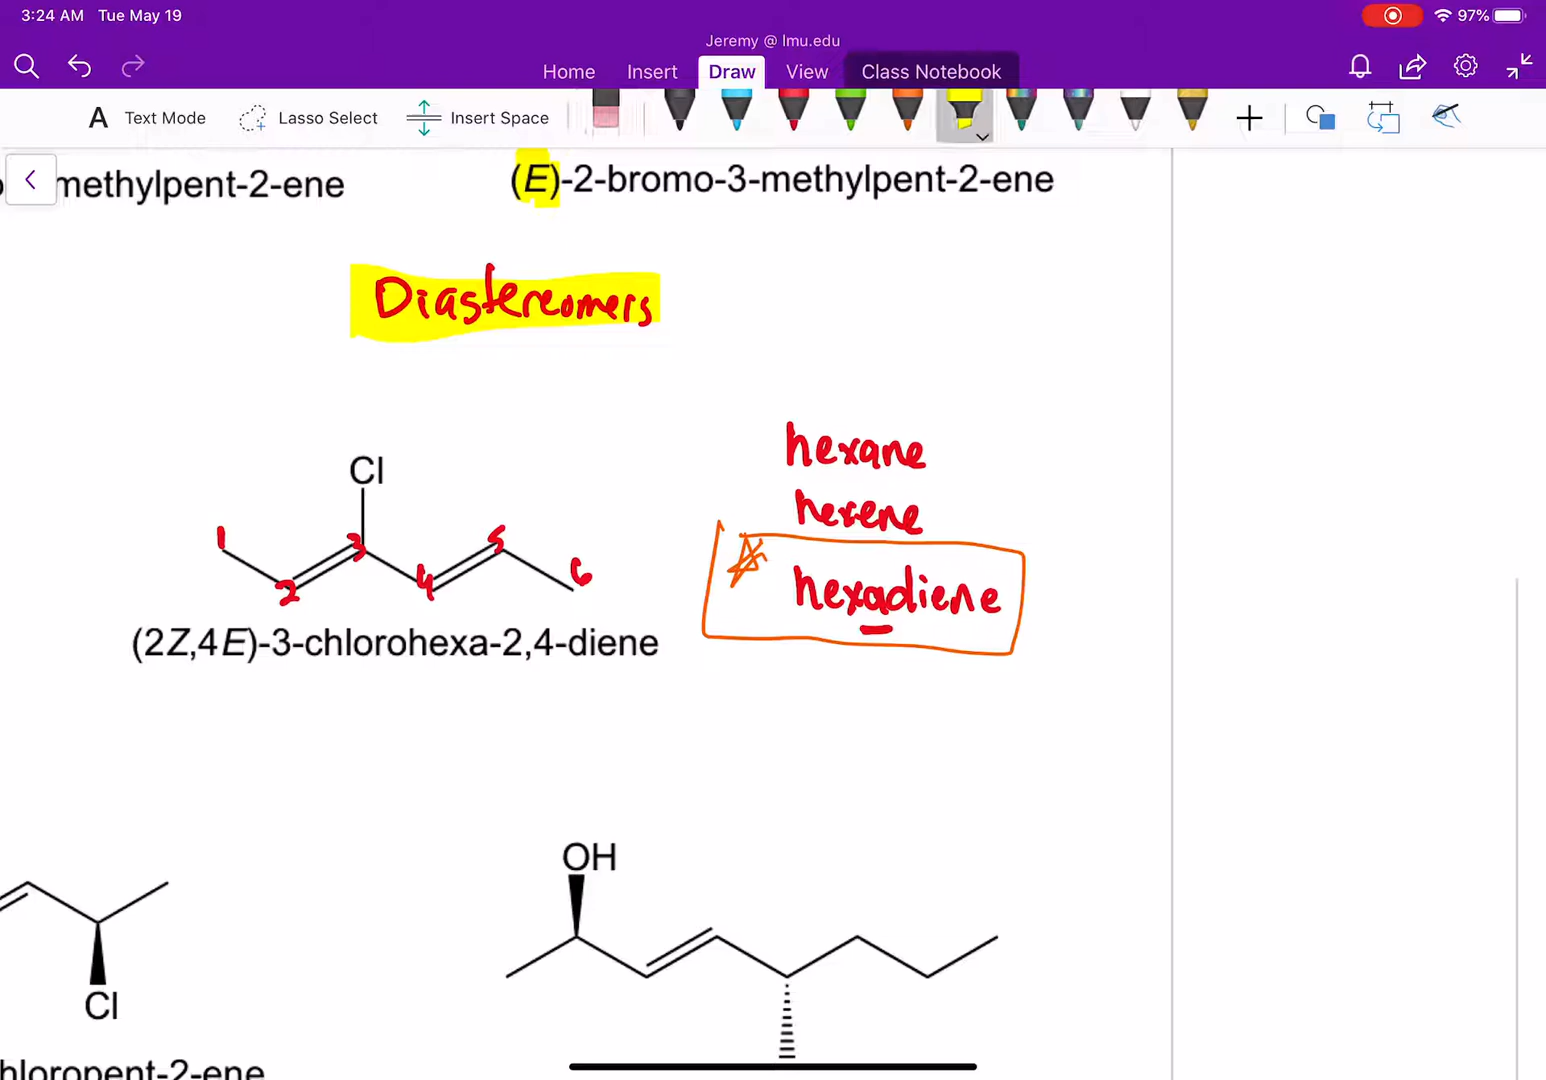 3:24 AM Tue May 19
97%
Jeremy @ lmu.edu
Home Insert Draw View Class Notebook
A Text Mode Lasso Select Insert Space
methylpent-2-ene
(E)-2-bromo-3-methylpent-2-ene
Diastereomers
hexane
Cl
hexene
1 3 5
2 4 6
hexadiene
(2Z,4E)-3-chlorohexa-2,4-diene
OH
Cl
hloropent-2-ene